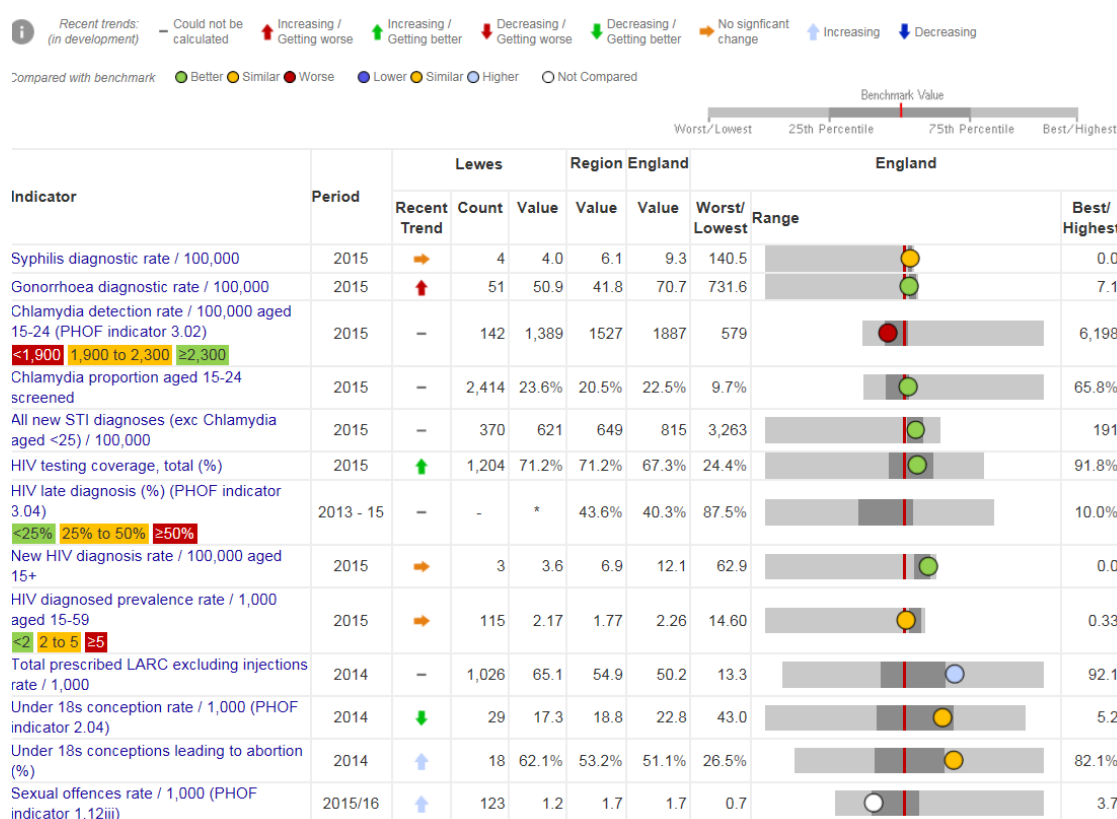 Recent trends: — Could not be Increasing / Increasing / Decreasing / Decreasing / No signficant Increasing Decreasing
(in development) calculated Getting worse Getting better Getting worse Getting better change
Compared with benchmark Better Similar Worse Lower Similar Higher Not Compared
Benchmark Value
Worst/Lowest 25th Percentile 75th Percentile Best/Highest
Lewes Region England England
Indicator Period
Recent Count Value Value Value Worst/ Range Best/
Trend Lowest Highest
Syphilis diagnostic rate / 100,000 2015 4 4.0 6.1 9.3 140.5 0.0
Gonorrhoea diagnostic rate / 100,000 2015 51 50.9 41.8 70.7 731.6 7.1
Chlamydia detection rate / 100,000 aged
15-24 (PHOF indicator 3.02) 2015 – 142 1,389 1527 1887 579 6,198
<1,900 1,900 to 2,300 ≥2,300
Chlamydia proportion aged 15-24
screened 2015 – 2,414 23.6% 20.5% 22.5% 9.7% 65.8%
All new STI diagnoses (exc Chlamydia
aged <25) / 100,000 2015 – 370 621 649 815 3,263 191
HIV testing coverage, total (%) 2015 1,204 71.2% 71.2% 67.3% 24.4% 91.8%
HIV late diagnosis (%) (PHOF indicator
3.04) 2013 - 15 – - * 43.6% 40.3% 87.5% 10.0%
<25% 25% to 50% ≥50%
New HIV diagnosis rate / 100,000 aged
15+ 2015 3 3.6 6.9 12.1 62.9 0.0
HIV diagnosed prevalence rate / 1,000
aged 15-59 2015 115 2.17 1.77 2.26 14.60 0.33
<2 2 to 5 ≥5
Total prescribed LARC excluding injections
rate / 1,000 2014 – 1,026 65.1 54.9 50.2 13.3 92.1
Under 18s conception rate / 1,000 (PHOF
indicator 2.04) 2014 29 17.3 18.8 22.8 43.0 5.2
Under 18s conceptions leading to abortion
(%) 2014 18 62.1% 53.2% 51.1% 26.5% 82.1%
Sexual offences rate / 1,000 (PHOF
indicator 1.12iii) 2015/16 123 1.2 1.7 1.7 0.7 3.7